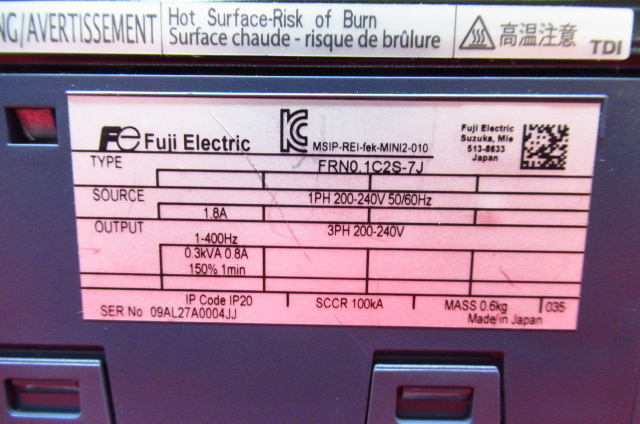 NG/AVERTISSEMENT
Hot Surface-Risk of Burn
Surface chaude - risque de brûlure
高温注意
TDI
Fe Fuji Electric
MSIP-REI-fek-MINI2-010
Fuji Electric
Suzuka, Mie
513-8633
Japan
TYPE FRN0.1C2S-7J
SOURCE 1PH 200-240V 50/60Hz
1.8A
OUTPUT 3PH 200-240V
1-400Hz
0.3kVA 0.8A
150% 1min
IP Code IP20 SCCR 100kA MASS 0.6kg 035
SER No 09AL27A0004JJ Made in Japan